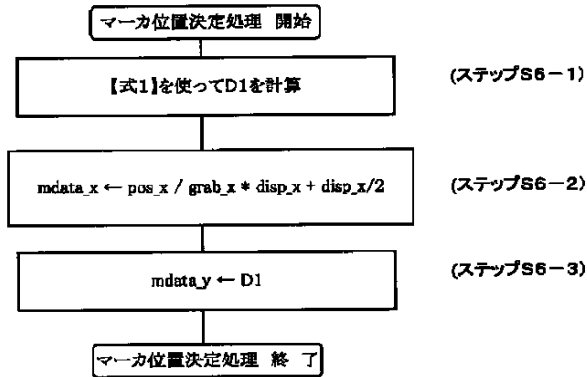 マーカ位置決定処理 開始
【式1】を使ってD1を計算
(ステップS6-1)
mdata_x ← pos_x / grab_x * disp_x + disp_x/2
(ステップS6-2)
mdata_y ← D1
(ステップS6-3)
マーカ位置決定処理 終 了